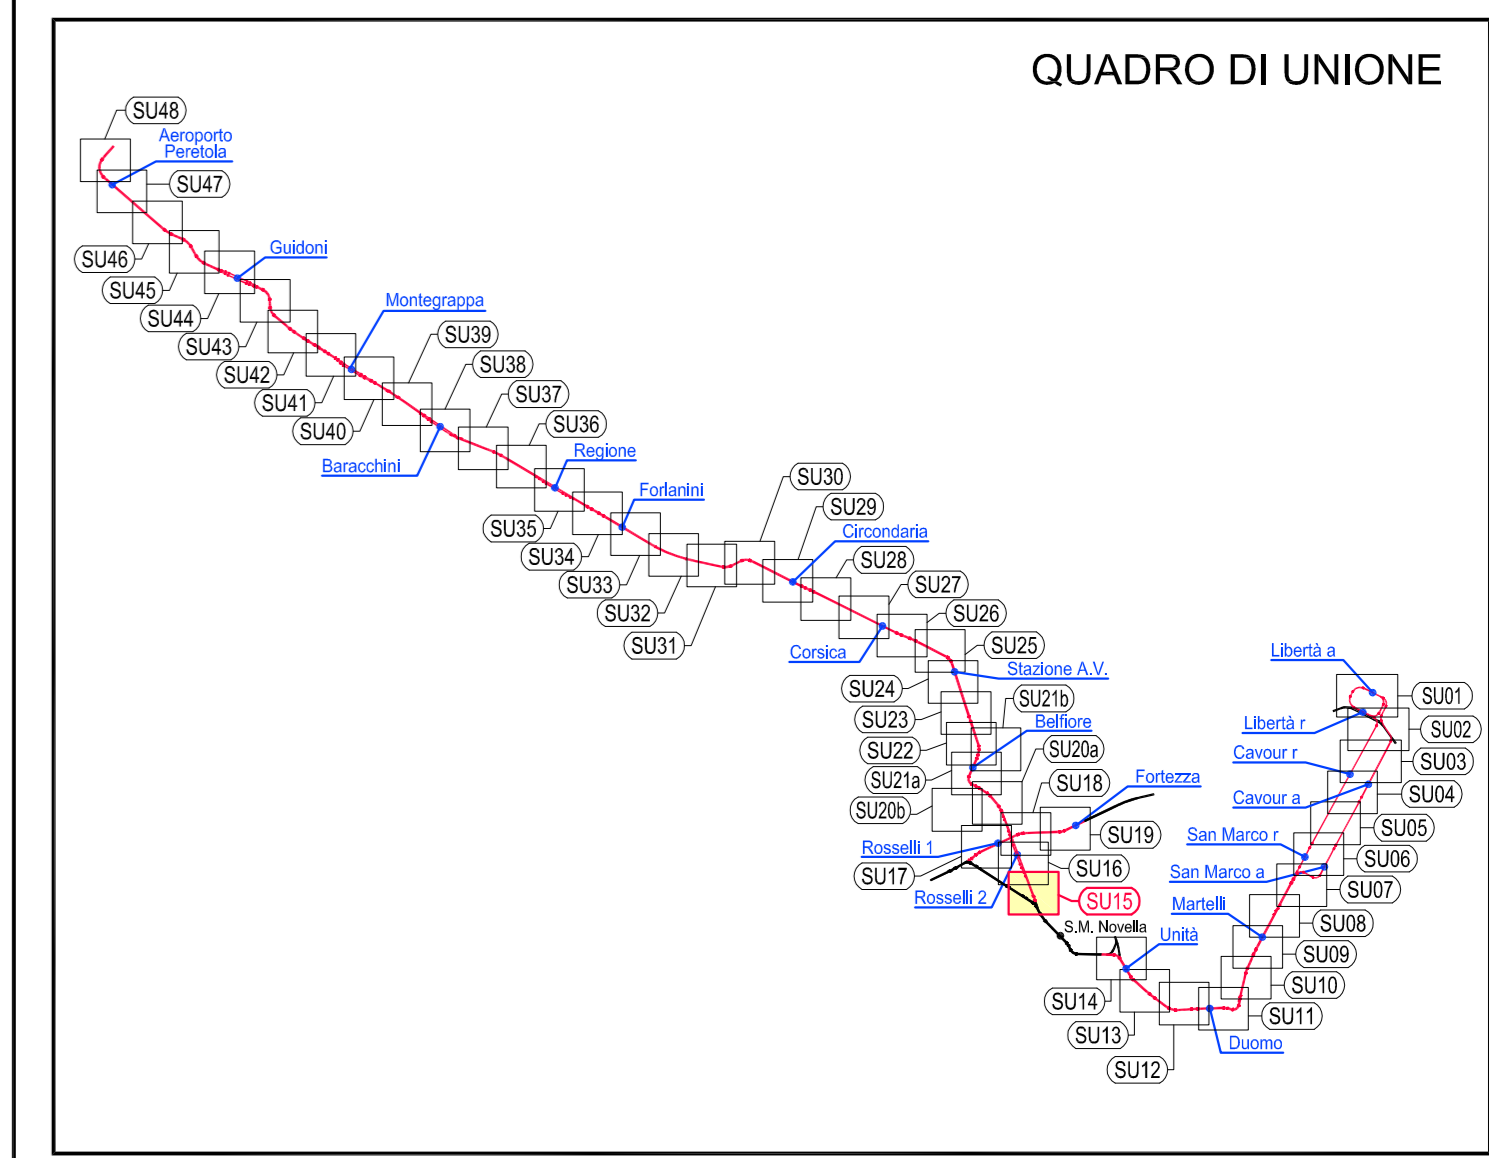 QUADRO DI UNIONE
SU48
Aeroporto
Peretola
SU47
SU46
Guidoni
SU45
SU44
Montegrappa
SU43
SU39
SU42
SU38
SU41
SU37
SU40
SU36
Baracchini
Regione
SU35
Forlanini
SU30
SU34
SU29
Circondaria
SU33
SU28
SU32
SU27
SU31
SU26
Corsica
SU25
Stazione A.V.
Libertà a
SU24
SU21b
SU01
SU23
Belfiore
Libertà r
SU02
SU22
SU20a
Cavour r
SU03
SU21a
SU18
Fortezza
Cavour a
SU04
SU20b
SU19
San Marco r
SU05
Rosselli 1
SU16
San Marco a
SU06
SU17
SU07
Rosselli 2
SU15
Martelli
SU08
S.M. Novella
Unità
SU09
SU10
SU14
SU11
SU13
Duomo
SU12